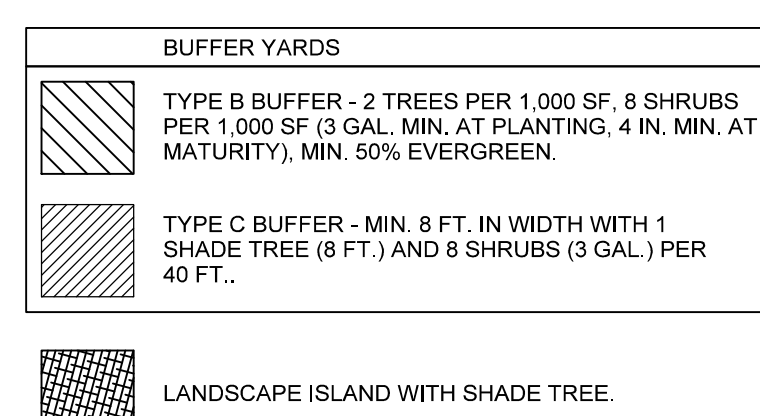 BUFFER YARDS
TYPE B BUFFER - 2 TREES PER 1,000 SF, 8 SHRUBS
PER 1,000 SF (3 GAL. MIN. AT PLANTING, 4 IN. MIN. AT
MATURITY), MIN. 50% EVERGREEN.
TYPE C BUFFER - MIN. 8 FT. IN WIDTH WITH 1
SHADE TREE (8 FT.) AND 8 SHRUBS (3 GAL.) PER
40 FT..
LANDSCAPE ISLAND WITH SHADE TREE.